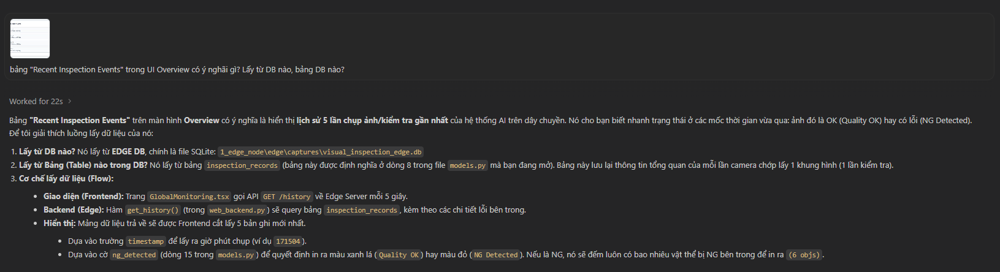 bảng "Recent Inspection Events" trong UI Overview có ý nghãi gì? Lấy từ DB nào, bảng DB nào?
Worked for 22s >
Bảng "Recent Inspection Events" trên màn hình Overview có ý nghĩa là hiển thị lịch sử 5 lần chụp ảnh/kiểm tra gần nhất của hệ thống AI trên dây chuyền. Nó cho bạn biết nhanh trạng thái ở các mốc thời gian vừa qua: ảnh đó là OK (Quality OK) hay có lỗi (NG Detected).
Để tôi giải thích luồng lấy dữ liệu của nó:
1. Lấy từ DB nào? Nó lấy từ EDGE DB, chính là file SQLite: 1_edge_node\edge\captures\visual_inspection_edge.db
2. Lấy từ Bảng (Table) nào trong DB? Nó lấy từ bảng inspection_records (bảng này được định nghĩa ở dòng 8 trong file models.py mà bạn đang mở). Bảng này lưu lại thông tin tổng quan của mỗi lần camera chớp lấy 1 khung hình (1 lần kiểm tra).
3. Cơ chế lấy dữ liệu (Flow):
• Giao diện (Frontend): Trang GlobalMonitoring.tsx gọi API GET /history về Edge Server mỗi 5 giây.
• Backend (Edge): Hàm get_history() (trong web_backend.py) sẽ query bảng inspection_records, kèm theo các chi tiết lỗi bên trong.
• Hiển thị: Mảng dữ liệu trả về sẽ được Frontend cắt lấy 5 bản ghi mới nhất.
• Dựa vào trường timestamp để lấy ra giờ phút chụp (ví dụ 171504).
• Dựa vào cờ ng_detected (dòng 15 trong models.py) để quyết định in ra màu xanh lá (Quality OK) hay màu đỏ (NG Detected). Nếu là NG, nó sẽ đếm luôn có bao nhiêu vật thể bị NG bên trong để in ra (6 objs).